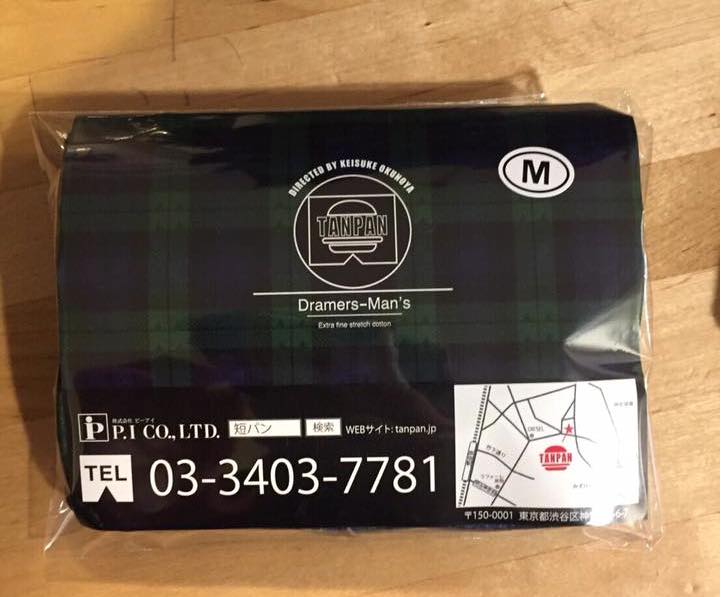 DIRECTED BY KEISUKE OKUNOYA
M
TANPAN
Dramers-Man's
Extra fine stretch cotton
株式会社 ピーアイ
P.I CO., LTD.
短パン 検索 WEBサイト: tanpan.jp
TEL 03-3403-7781
DIESEL
TANPAN
〒150-0001 東京都渋谷区神